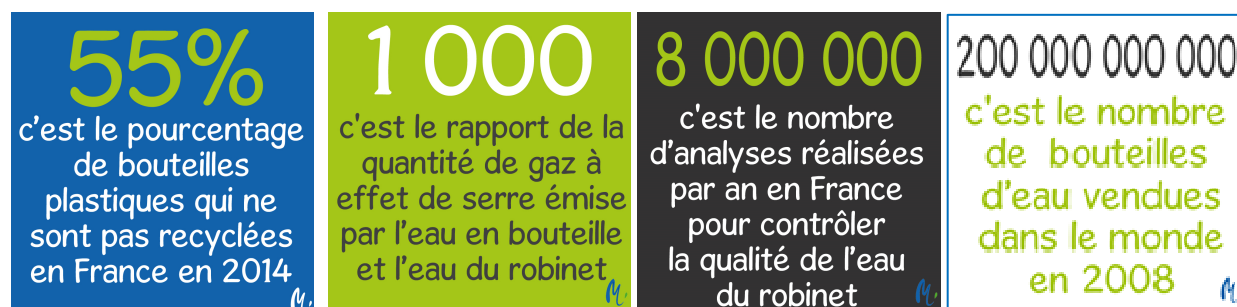 55%
c'est le pourcentage
de bouteilles
plastiques qui ne
sont pas recyclées
en France en 2014
M.
1 000
c'est le rapport de la
quantité de gaz à
effet de serre émise
par l'eau en bouteille
et l'eau du robinet
M.
8 000 000
c'est le nombre
d'analyses réalisées
par an en France
pour contrôler
la qualité de l'eau
du robinet
M.
200 000 000 000
c'est le nombre
de bouteilles
d'eau vendues
dans le monde
en 2008
M